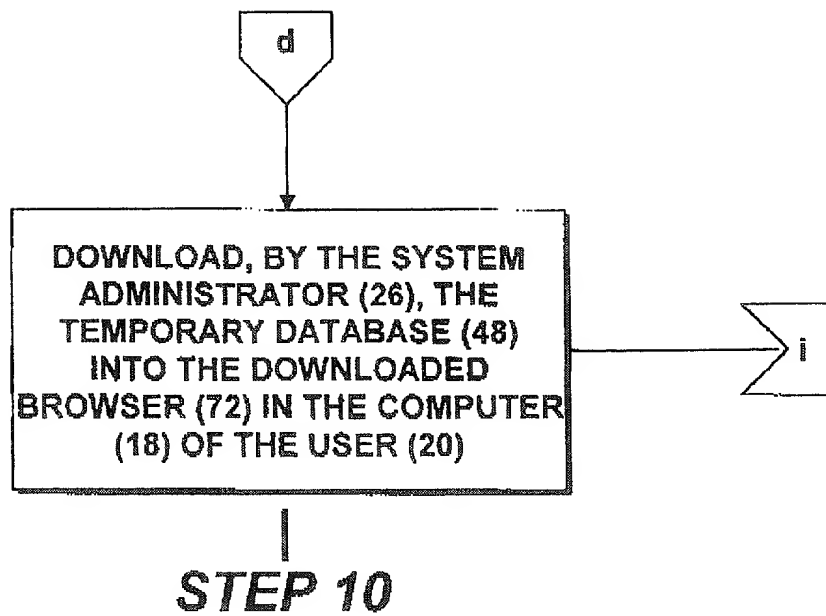 d
DOWNLOAD, BY THE SYSTEM
ADMINISTRATOR (26), THE
TEMPORARY DATABASE (48)
INTO THE DOWNLOADED
BROWSER (72) IN THE COMPUTER
(18) OF THE USER (20)
i
STEP 10